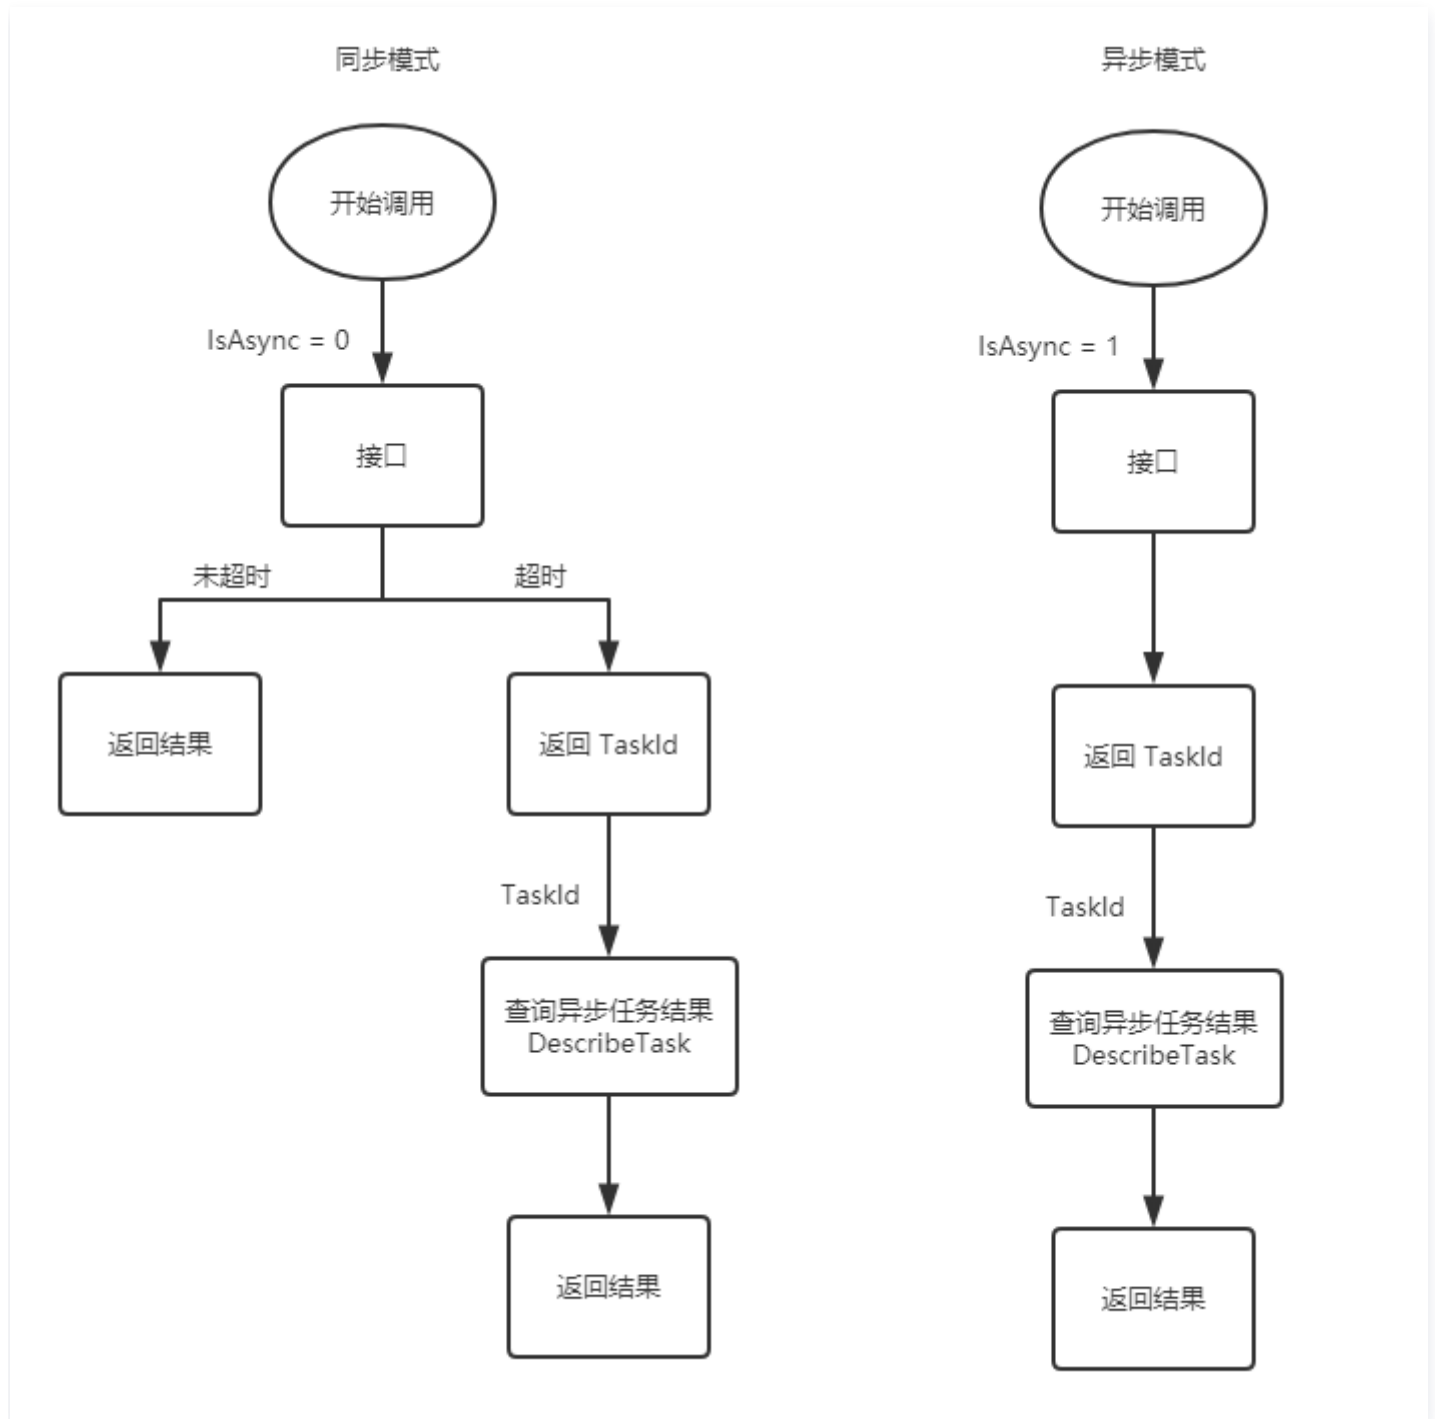 同步模式
开始调用
IsAsync = 0
接口
未超时
超时
返回结果
返回 TaskId
TaskId
查询异步任务结果
DescribeTask
返回结果
异步模式
开始调用
IsAsync = 1
接口
返回 TaskId
TaskId
查询异步任务结果
DescribeTask
返回结果